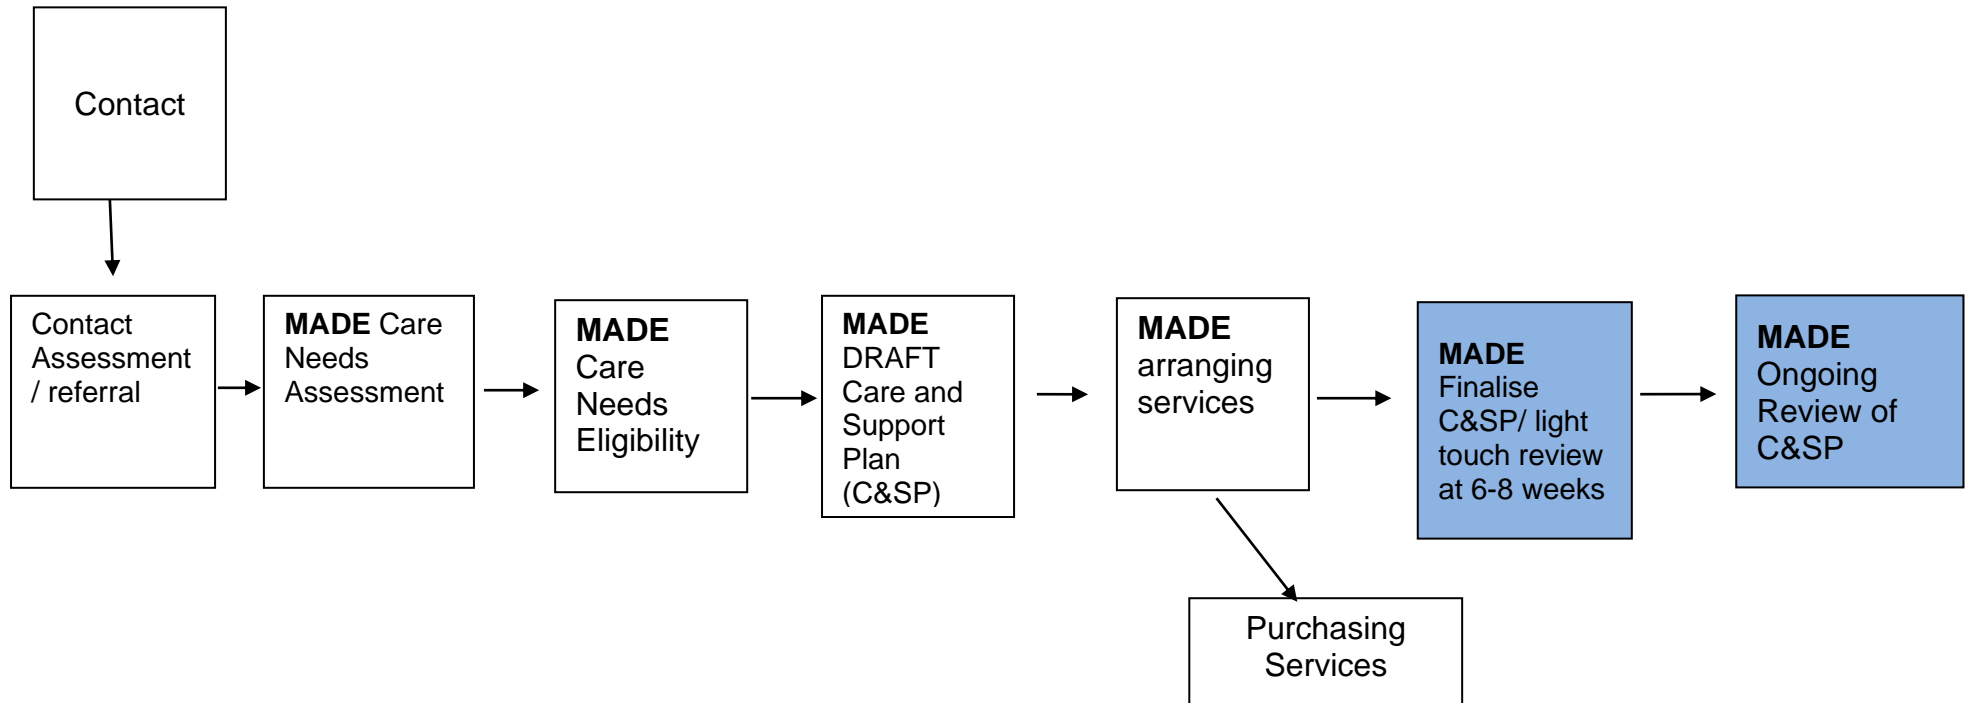 Contact
Contact
Assessment
/ referral
MADE Care
Needs
Assessment
MADE
Care
Needs
Eligibility
MADE
DRAFT
Care and
Support
Plan
(C&SP)
MADE
arranging
services
MADE
Finalise
C&SP/ light
touch review
at 6-8 weeks
MADE
Ongoing
Review of
C&SP
Purchasing
Services